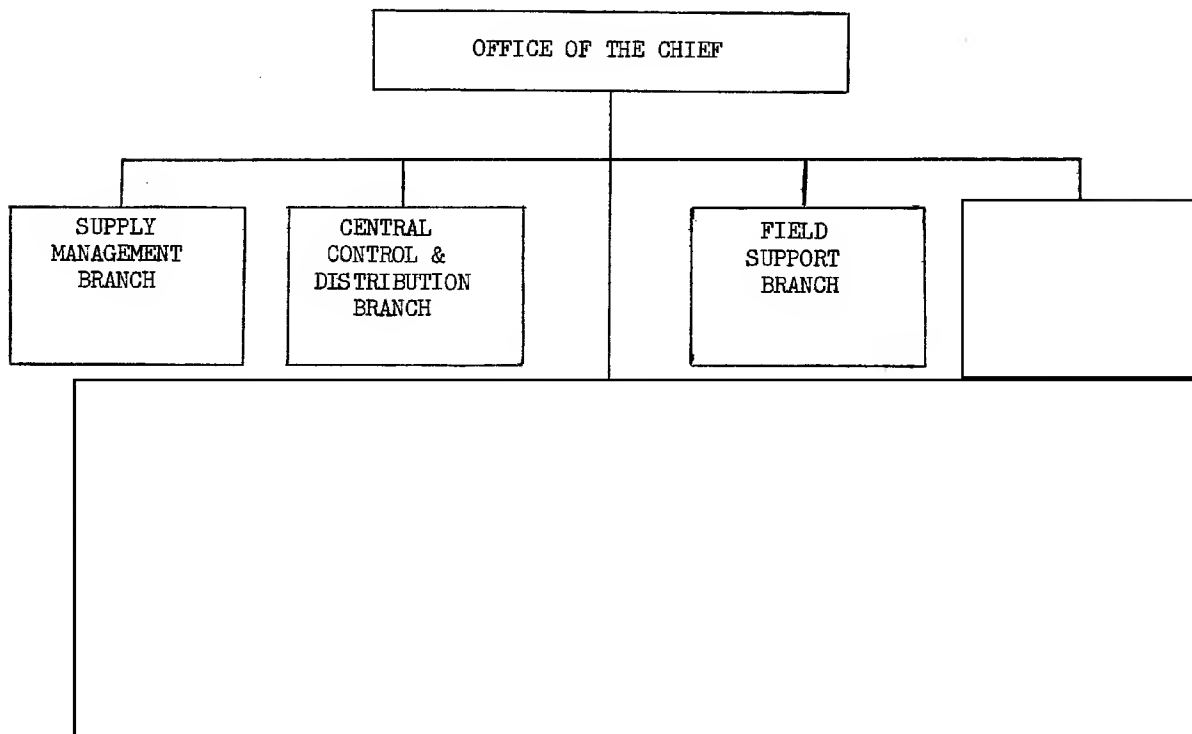 OFFICE OF THE CHIEF
SUPPLY
MANAGEMENT
BRANCH
CENTRAL
CONTROL &
DISTRIBUTION
BRANCH
FIELD
SUPPORT
BRANCH